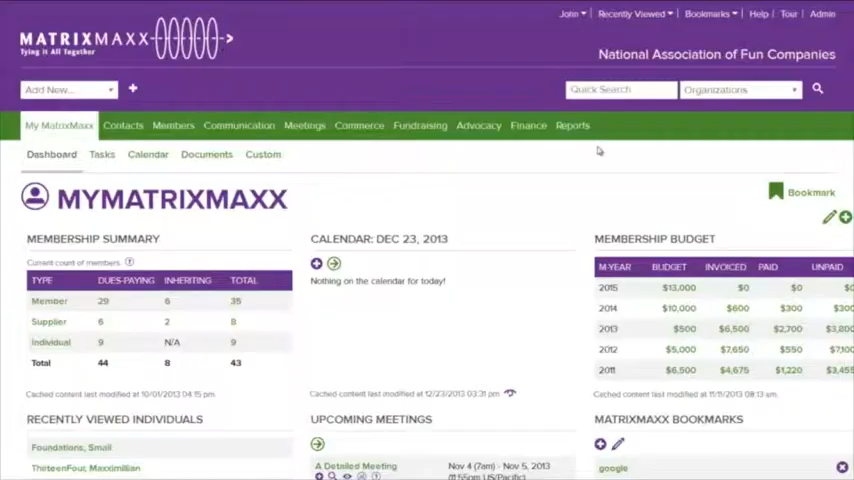 John Recently Viewed Bookmarks Help Tour Admin
MATRIXMAXX
Tying it All Together
National Association of Fun Companies
Add New... Quick Search Organizations
My MatrixMaxx Contacts Members Communication Meetings Commerce Fundraising Advocacy Finance Reports
Dashboard Tasks Calendar Documents Custom
MYMATRIXMAXX
Bookmark
MEMBERSHIP SUMMARY
Current count of members.
TYPE DUES-PAYING INHERITING TOTAL
Member 29 6 35
Supplier 6 2 8
Individual 9 N/A 9
Total 44 8 43
Cached content last modified at 10/01/2013 04:15 pm.
CALENDAR: DEC 23, 2013
Nothing on the calendar for today!
Cached content last modified at 12/23/2013 03:31 pm
MEMBERSHIP BUDGET
M-YEAR BUDGET INVOICED PAID UNPAID
2015 $13,000 $0 $0 $0
2014 $10,000 $600 $300 $300
2013 $500 $6,500 $2,700 $3,800
2012 $5,000 $7,650 $550 $7,100
2011 $6,500 $4,675 $1,220 $3,455
Cached content last modified at 11/11/2013 08:13 am.
RECENTLY VIEWED INDIVIDUALS
Foundations, Small
ThirteenFour, Maxximillian
UPCOMING MEETINGS
A Detailed Meeting Nov 4 (7am) - Nov 5, 2013
(11:55pm US/Pacific)
MATRIXMAXX BOOKMARKS
google